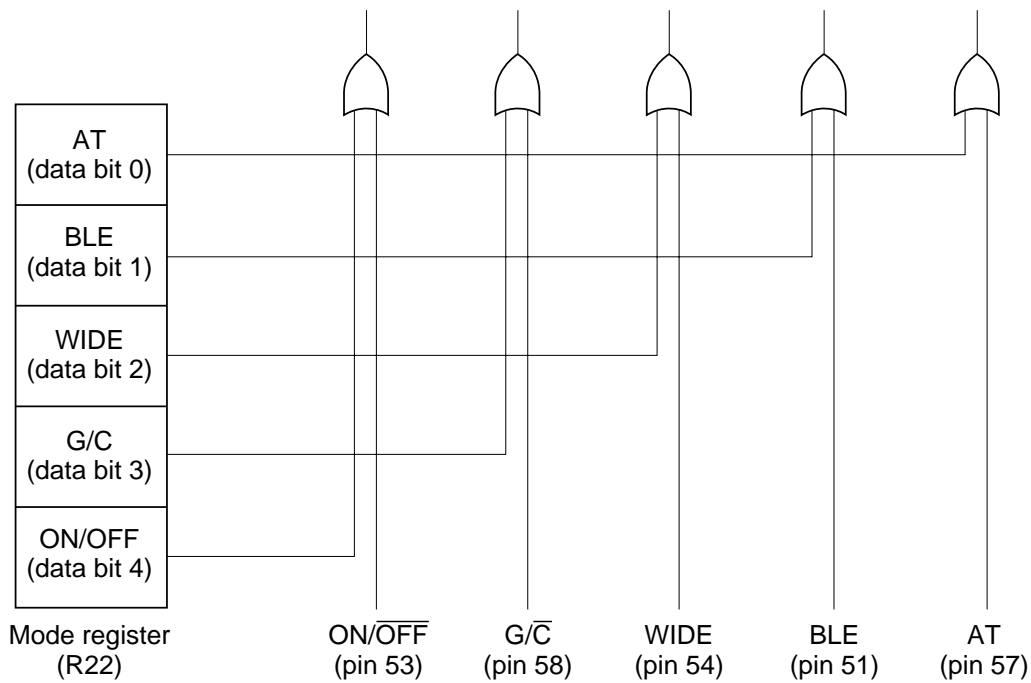 AT
(data bit 0)
BLE
(data bit 1)
WIDE
(data bit 2)
G/C
(data bit 3)
ON/OFF
(data bit 4)
Mode register
(R22)
ON/O̅F̅F̅
(pin 53)
G/C̅
(pin 58)
WIDE
(pin 54)
BLE
(pin 51)
AT
(pin 57)